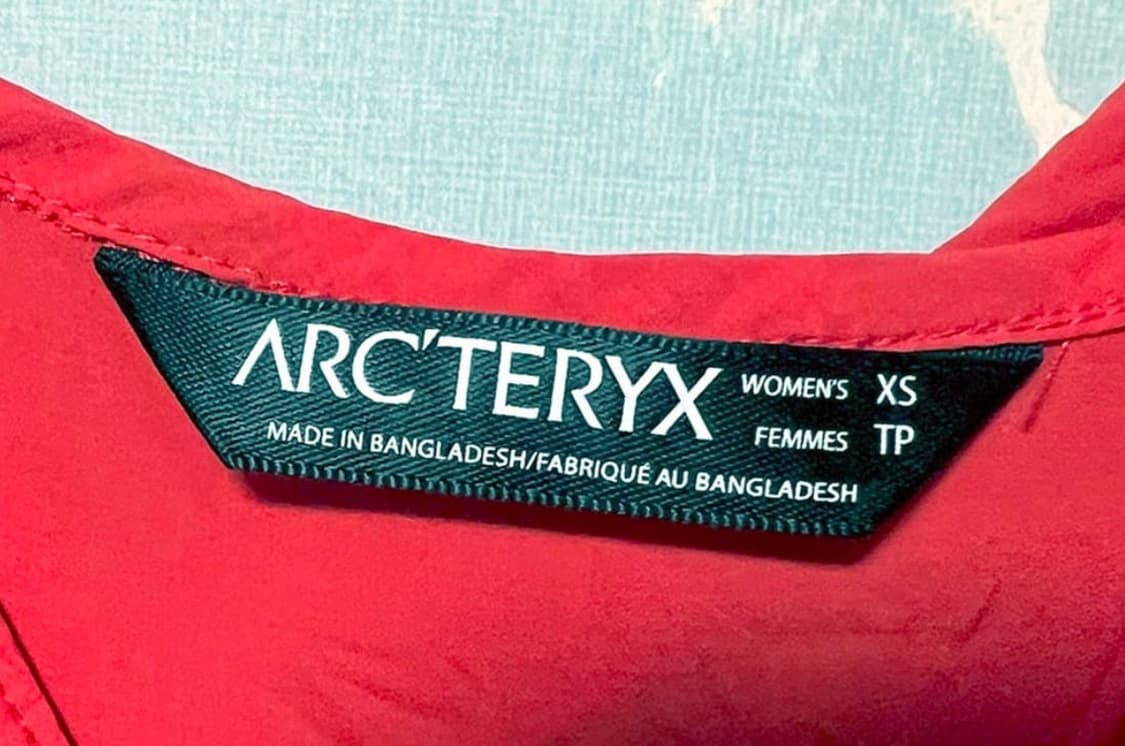 ARC'TERYX
WOMEN'S XS
FEMMES TP
MADE IN BANGLADESH/FABRIQUÉ AU BANGLADESH